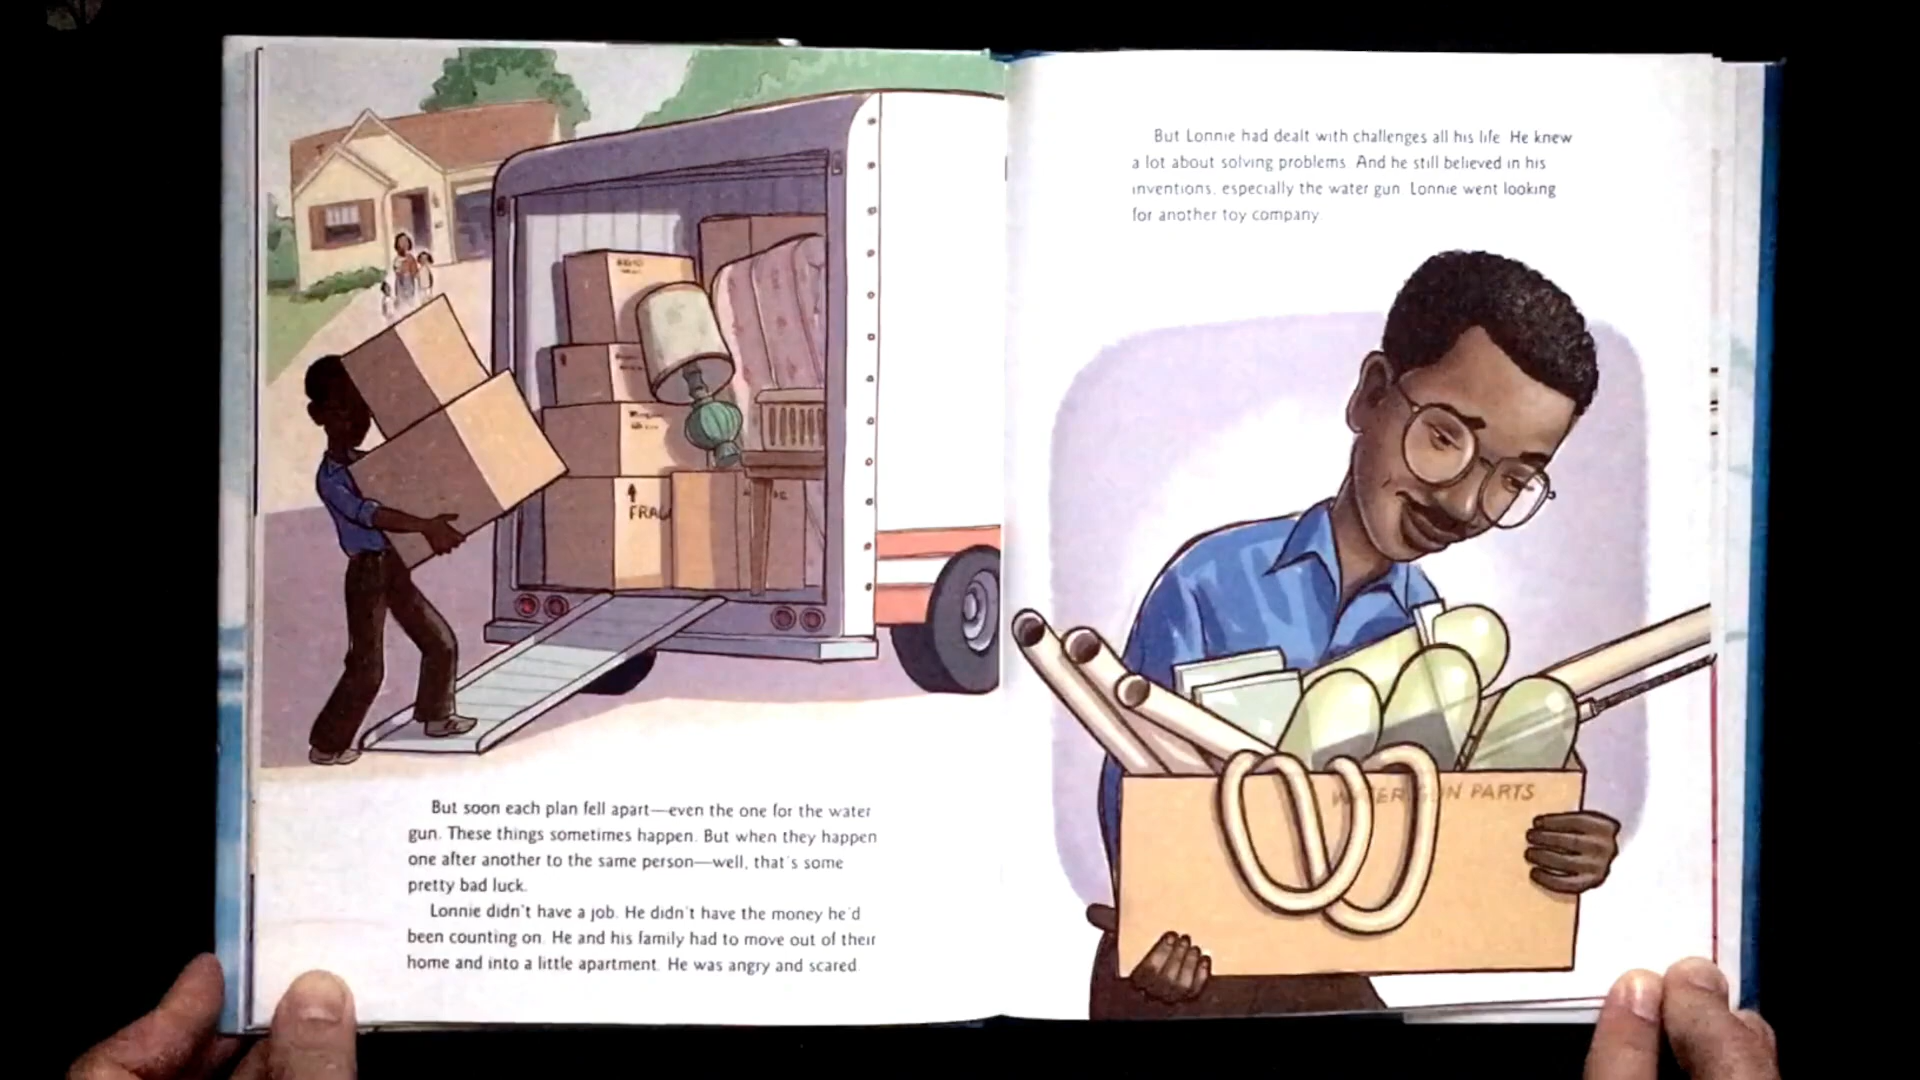 But soon each plan fell apart—even the one for the water
gun. These things sometimes happen. But when they happen
one after another to the same person—well, that's some
pretty bad luck.
Lonnie didn't have a job. He didn't have the money he'd
been counting on. He and his family had to move out of their
home and into a little apartment. He was angry and scared.
FRAG
But Lonnie had dealt with challenges all his life. He knew
a lot about solving problems. And he still believed in his
inventions, especially the water gun. Lonnie went looking
for another toy company.
WATER GUN PARTS